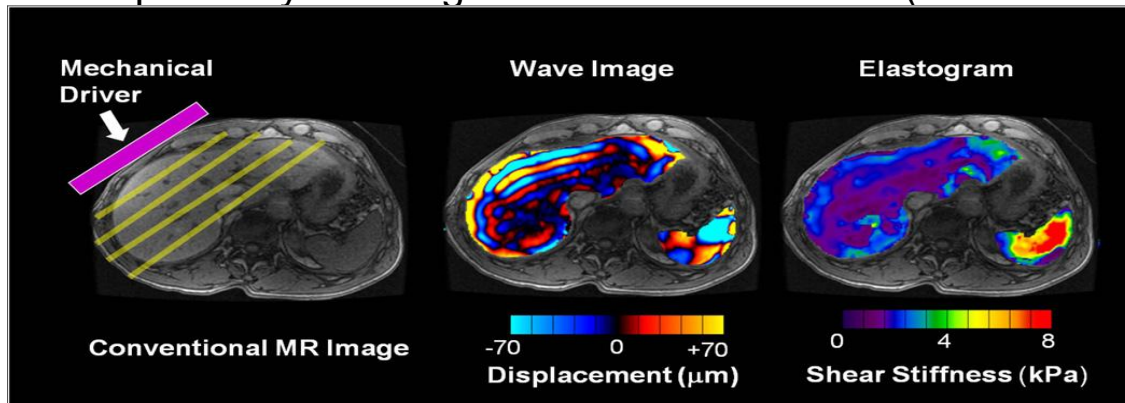 Mechanical
Driver
Wave Image
Elastogram
Conventional MR Image
-70
0
+70
Displacement (μm)
0
4
8
Shear Stiffness (kPa)